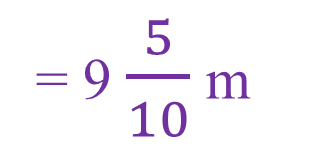 = 9 5/10 m